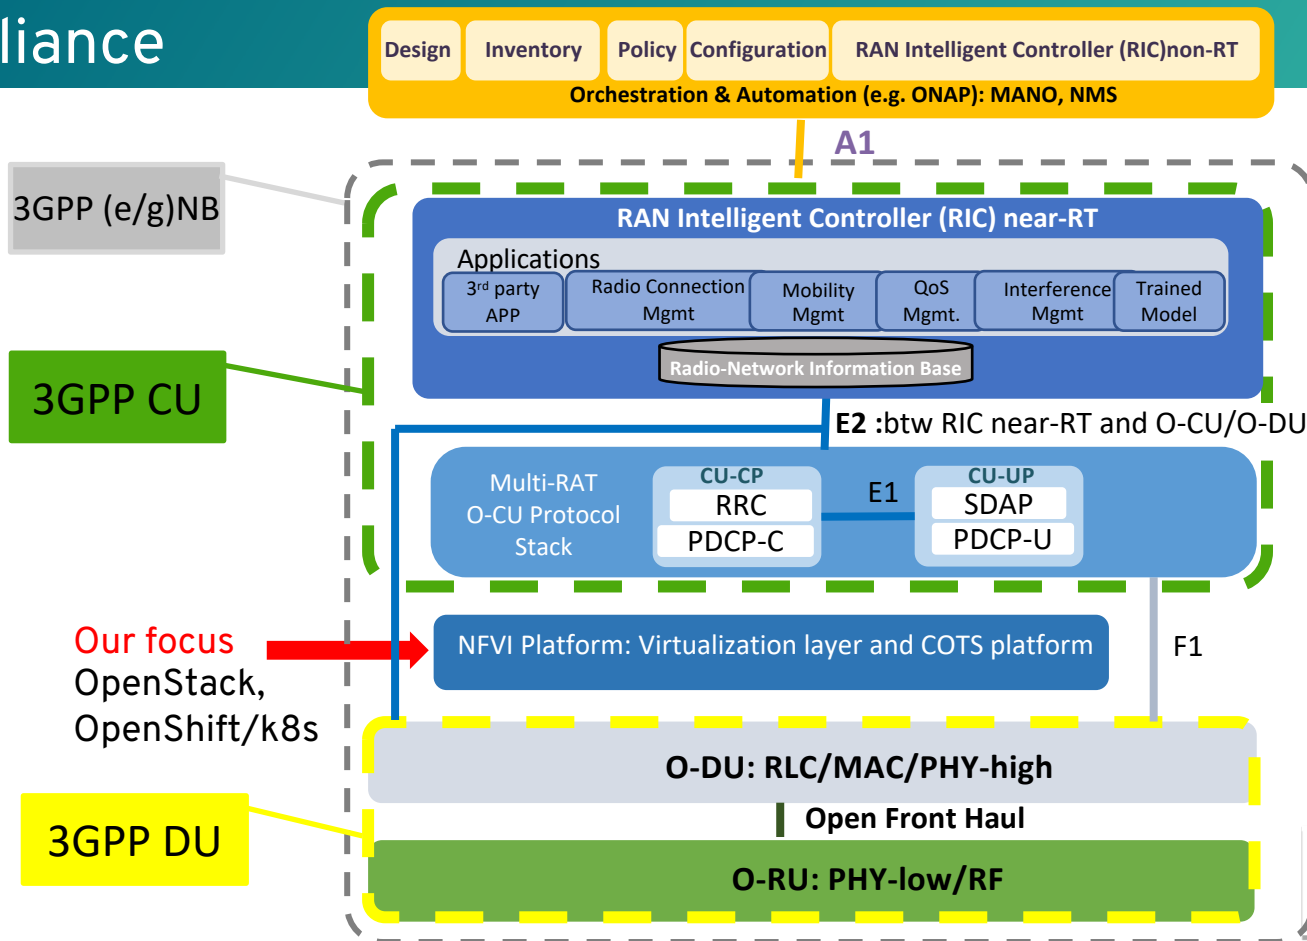 liance
Design
Inventory
Policy
Configuration
RAN Intelligent Controller (RIC)non-RT
Orchestration & Automation (e.g. ONAP): MANO, NMS
A1
3GPP (e/g)NB
RAN Intelligent Controller (RIC) near-RT
Applications
3rd party
APP
Radio Connection
Mgmt
Mobility
Mgmt
QoS
Mgmt.
Interference
Mgmt
Trained
Model
Radio-Network Information Base
3GPP CU
E2 :btw RIC near-RT and O-CU/O-DU
Multi-RAT
O-CU Protocol
Stack
CU-CP
RRC
PDCP-C
E1
CU-UP
SDAP
PDCP-U
Our focus
OpenStack,
OpenShift/k8s
NFVI Platform: Virtualization layer and COTS platform
F1
O-DU: RLC/MAC/PHY-high
Open Front Haul
3GPP DU
O-RU: PHY-low/RF